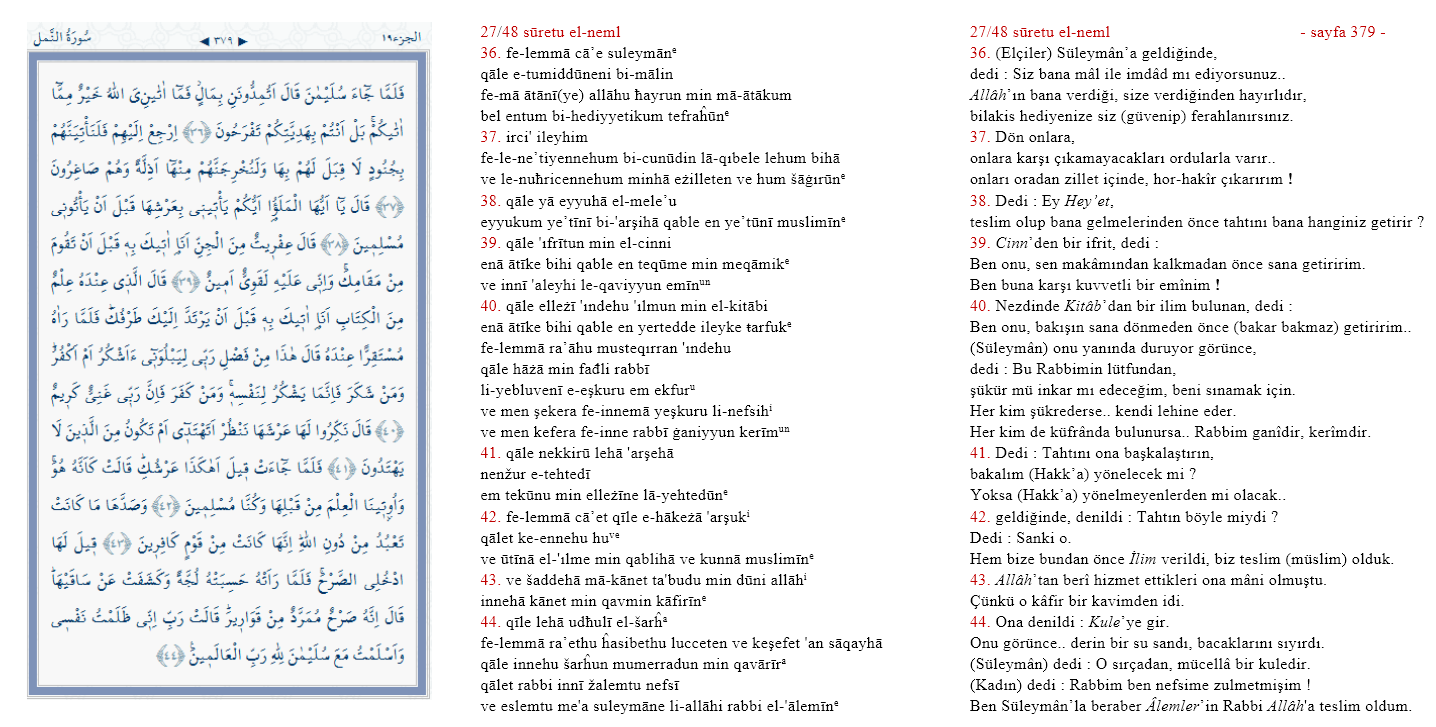 سُورَةُ النَّمل
◀ ٣٧٩ ▶
الجزء١٩
فَلَمَّا جَٓاءَ سُلَيْمٰنَ قَالَ اَتُمِدُّونَنِ بِمَالٍۘ فَمَٓا اٰتٰينِيَ اللّٰهُ خَيْرٌ مِمَّٓا
اٰتٰيكُمْۚ بَلْ اَنْتُمْ بِهَدِيَّتِكُمْ تَفْرَحُونَ ﴿٣٦﴾ اِرْجِعْ اِلَيْهِمْ فَلَنَأْتِيَنَّهُمْ
بِجُنُودٍ لَا قِبَلَ لَهُمْ بِهَا وَلَنُخْرِجَنَّهُمْ مِنْهَٓا اَذِلَّةً وَهُمْ صَاغِرُونَ
﴿٣٧﴾ قَالَ يَٓا اَيُّهَا الْمَلَؤُ۬ا اَيُّكُمْ يَأْت۪ين۪ي بِعَرْشِهَا قَبْلَ اَنْ يَأْتُون۪ي
مُسْلِم۪ينَ ﴿٣٨﴾ قَالَ عِفْر۪يتٌ مِنَ الْجِنِّ اَنَا۬ اٰت۪يكَ بِه۪ قَبْلَ اَنْ تَقُومَ
مِنْ مَقَامِكَۚ وَاِنّ۪ي عَلَيْهِ لَقَوِيٌّ اَم۪ينٌ ﴿٣٩﴾ قَالَ الَّذ۪ي عِنْدَهُ عِلْمٌ
مِنَ الْكِتَابِ اَنَا۬ اٰت۪يكَ بِه۪ قَبْلَ اَنْ يَرْتَدَّ اِلَيْكَ طَرْفُكَۜ فَلَمَّا رَاٰهُ
مُسْتَقِرًّا عِنْدَهُ قَالَ هٰذَا مِنْ فَضْلِ رَبّ۪ي لِيَبْلُوَن۪ٓي ءَاَشْكُرُ اَمْ اَكْفُرُۜ
وَمَنْ شَكَرَ فَاِنَّمَا يَشْكُرُ لِنَفْسِه۪ۚ وَمَنْ كَفَرَ فَاِنَّ رَبّ۪ي غَنِيٌّ كَر۪يمٌ
﴿٤٠﴾ قَالَ نَكِّرُوا لَهَا عَرْشَهَا نَنْظُرْ اَتَهْتَد۪ٓي اَمْ تَكُونُ مِنَ الَّذ۪ينَ لَا
يَهْتَدُونَ ﴿٤١﴾ فَلَمَّا جَٓاءَتْ ق۪يلَ اَهٰكَذَا عَرْشُكِۜ قَالَتْ كَاَنَّهُ هُوَۚ
وَاُو۫ت۪ينَا الْعِلْمَ مِنْ قَبْلِهَا وَكُنَّا مُسْلِم۪ينَ ﴿٤٢﴾ وَصَدَّهَا مَا كَانَتْ
تَعْبُدُ مِنْ دُونِ اللّٰهِۜ اِنَّهَا كَانَتْ مِنْ قَوْمٍ كَافِر۪ينَ ﴿٤٣﴾ ق۪يلَ لَهَا
ادْخُلِي الصَّرْحَۚ فَلَمَّا رَاَتْهُ حَسِبَتْهُ لُجَّةً وَكَشَفَتْ عَنْ سَاقَيْهَاۜ
قَالَ اِنَّهُ صَرْحٌ مُمَرَّدٌ مِنْ قَوَار۪يرَۜ قَالَتْ رَبِّ اِنّ۪ي ظَلَمْتُ نَفْس۪ي
وَاَسْلَمْتُ مَعَ سُلَيْمٰنَ لِلّٰهِ رَبِّ الْعَالَم۪ينَ۟ ﴿٤٤﴾
27/48 sūretu el-neml
36. fe-lemmā cā’e suleymānᵉ
qāle e-tumiddūneni bi-mālin
fe-mā ātānī(ye) allāhu ħayrun min mā-ātākum
bel entum bi-hediyyetikum tefraĥūnᵉ
37. irci' ileyhim
fe-le-ne’tiyennehum bi-cunūdin lā-qıbele lehum bihā
ve le-nuħricennehum minhā eżilleten ve hum šāġırūnᵉ
38. qāle yā eyyuhā el-mele’u
eyyukum ye’tīnī bi-'arşihā qable en ye’tūnī muslimīnᵉ
39. qāle 'ıfrītun min el-cinni
enā ātīke bihi qable en teqūme min meqāmikᵉ
ve innī 'aleyhi le-qaviyyun emīnᵘⁿ
40. qāle elleżī 'ındehu 'ılmun min el-kitābi
enā ātīke bihi qable en yertedde ileyke ŧarfukᵉ
fe-lemmā ra’āhu musteqırran 'ındehu
qāle hāżā min fađli rabbī
li-yebluvenī e-eşkuru em ekfurᵘ
ve men şekera fe-innemā yeşkuru li-nefsihⁱ
ve men kefera fe-inne rabbī ġaniyyun kerīmᵘⁿ
41. qāle nekkirū lehā 'arşehā
nenžur e-tehtedī
em tekūnu min elleżīne lā-yehtedūnᵉ
42. fe-lemmā cā’et qīle e-hākeżā 'arşukⁱ
qālet ke-ennehu huᵛᵉ
ve ūtīnā el-'ılme min qablihā ve kunnā muslimīnᵉ
43. ve šaddehā mā-kānet ta'budu min dūni allāhⁱ
innehā kānet min qavmin kāfirīnᵉ
44. qīle lehā udħulī el-šarĥᵃ
fe-lemmā ra’ethu ĥasibethu lucceten ve keşefet 'an sāqayhā
qāle innehu šarĥun mumerradun min qavārīrᵃ
qālet rabbi innī žalemtu nefsī
ve eslemtu me'a suleymāne li-allāhi rabbi el-'ālemīnᵉ
27/48 sūretu el-neml - sayfa 379 -
36. (Elçiler) Süleymân’a geldiğinde,
dedi : Siz bana mâl ile imdâd mı ediyorsunuz..
Allâh’ın bana verdiği, size verdiğinden hayırlıdır,
bilakis hediyenize siz (güvenip) ferahlanırsınız.
37. Dön onlara,
onlara karşı çıkamayacakları ordularla varır..
onları oradan zillet içinde, hor-hakîr çıkarırım !
38. Dedi : Ey Hey’et,
teslim olup bana gelmelerinden önce tahtını bana hanginiz getirir ?
39. Cinn’den bir ifrit, dedi :
Ben onu, sen makâmından kalkmadan önce sana getiririm.
Ben buna karşı kuvvetli bir emînim !
40. Nezdinde Kitâb’dan bir ilim bulunan, dedi :
Ben onu, bakışın sana dönmeden önce (bakar bakmaz) getiririm..
(Süleymân) onu yanında duruyor görünce,
dedi : Bu Rabbimin lütfundan,
şükür mü inkar mı edeceğim, beni sınamak için.
Her kim şükrederse.. kendi lehine eder.
Her kim de küfrânda bulunursa.. Rabbim ganîdir, kerîmdir.
41. Dedi : Tahtını ona başkalaştırın,
bakalım (Hakk’a) yönelecek mi ?
Yoksa (Hakk’a) yönelmeyenlerden mi olacak..
42. geldiğinde, denildi : Tahtın böyle miydi ?
Dedi : Sanki o.
Hem bize bundan önce İlim verildi, biz teslim (müslim) olduk.
43. Allâh’tan berî hizmet ettikleri ona mâni olmuştu.
Çünkü o kâfir bir kavimden idi.
44. Ona denildi : Kule’ye gir.
Onu görünce.. derin bir su sandı, bacaklarını sıyırdı.
(Süleymân) dedi : O sırçadan, mücellâ bir kuledir.
(Kadın) dedi : Rabbim ben nefsime zulmetmişim !
Ben Süleymân’la beraber Âlemler’in Rabbi Allâh'a teslim oldum.